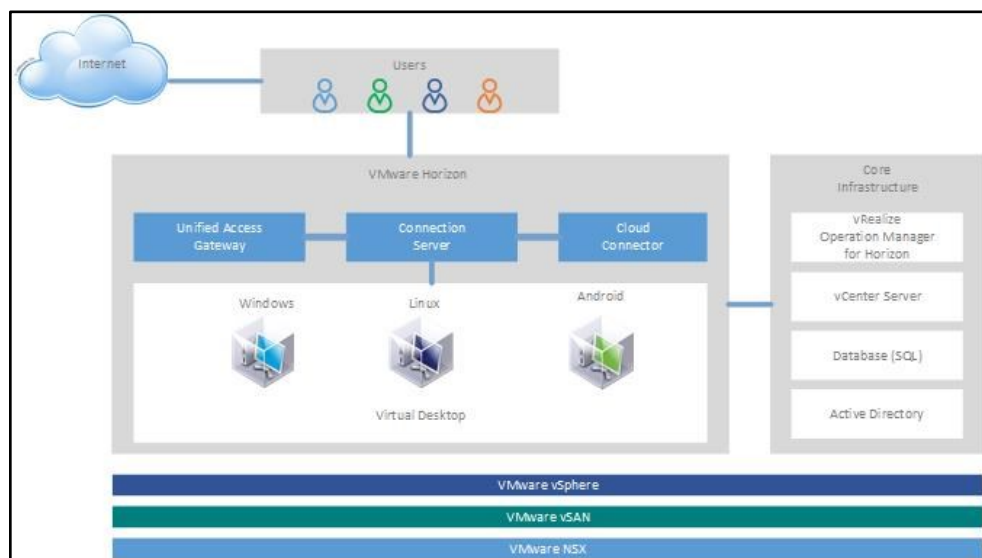 Internet
Users
VMware Horizon
Unified Access
Gateway
Connection
Server
Cloud
Connector
Windows
Linux
Android
Virtual Desktop
Core
Infrastructure
vRealize
Operation Manager
for Horizon
vCenter Server
Database (SQL)
Active Directory
VMware vSphere
VMware vSAN
VMware NSX